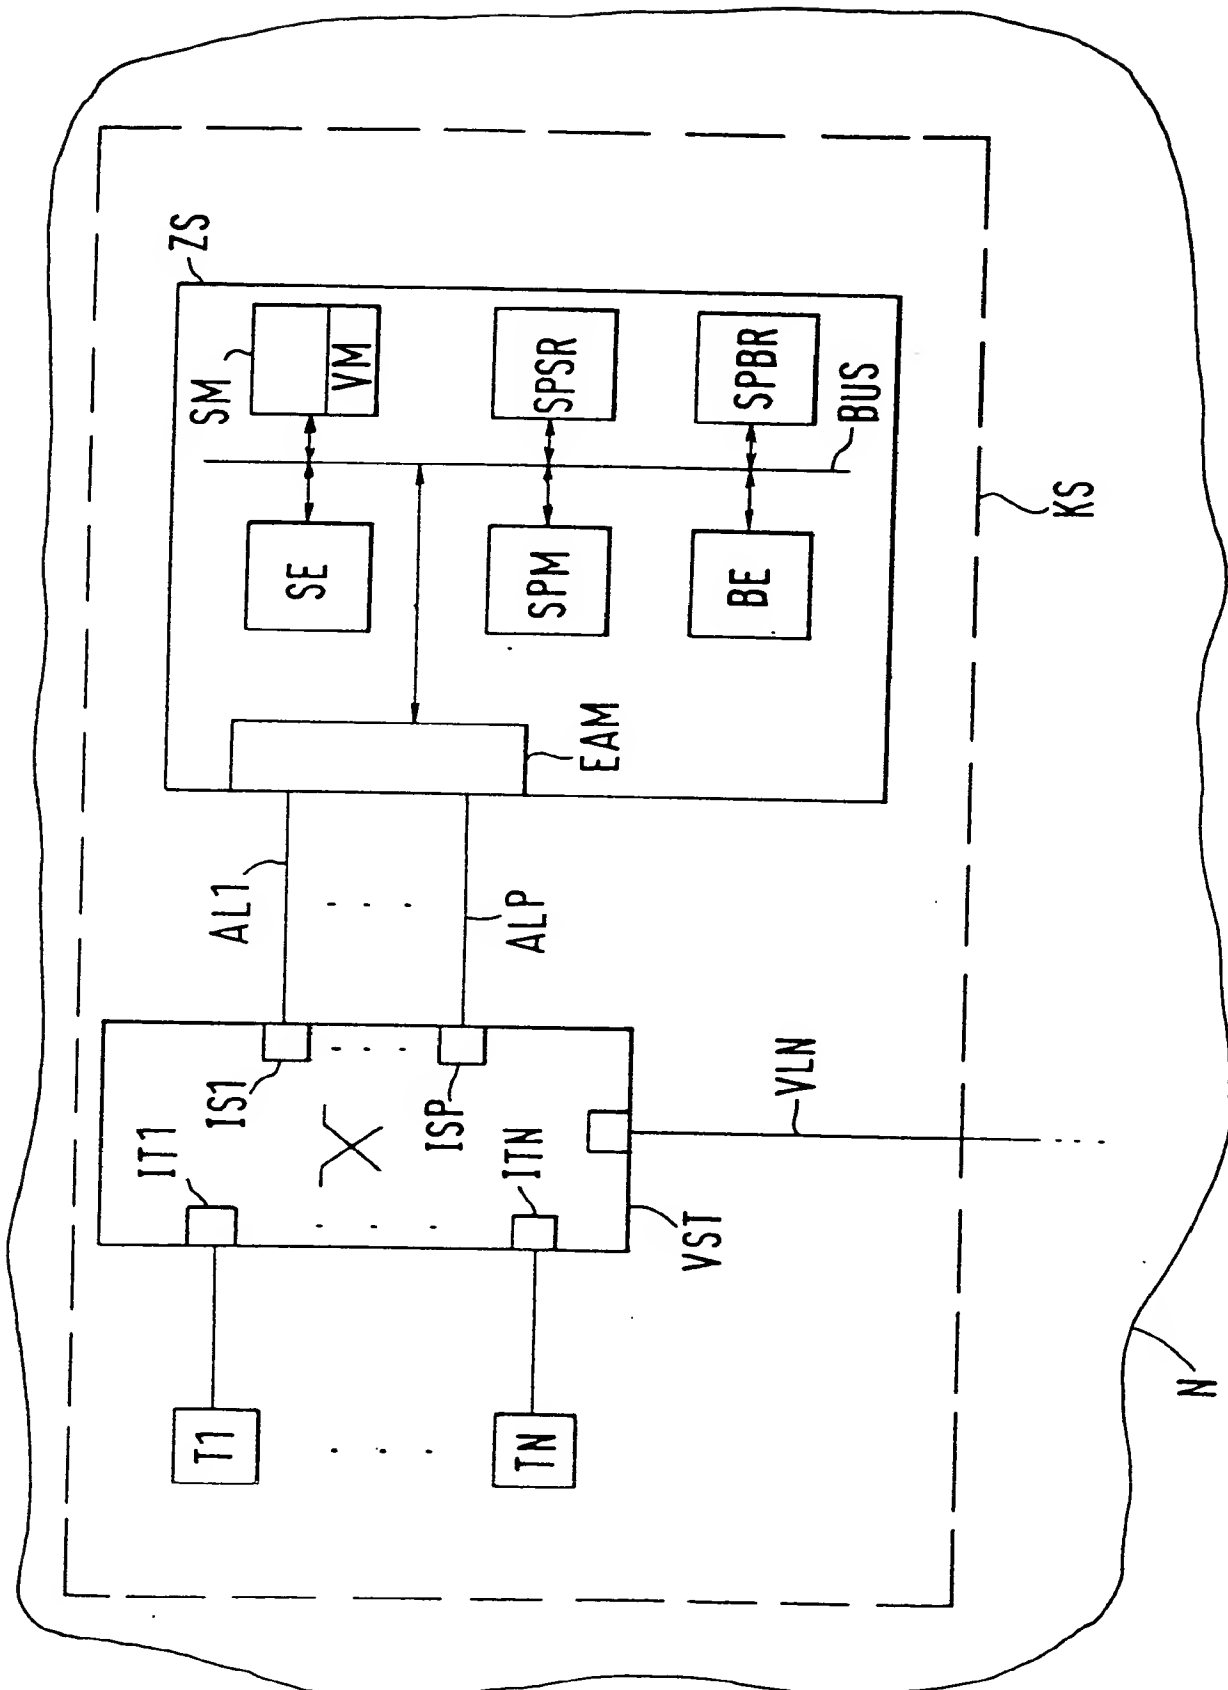 ZS
SM
VM
SPSR
SPBR
BUS
SE
SPM
BE
KS
EAM
AL1
ALP
IS1
ISP
IT1
ITN
VLN
VST
T1
TN
N